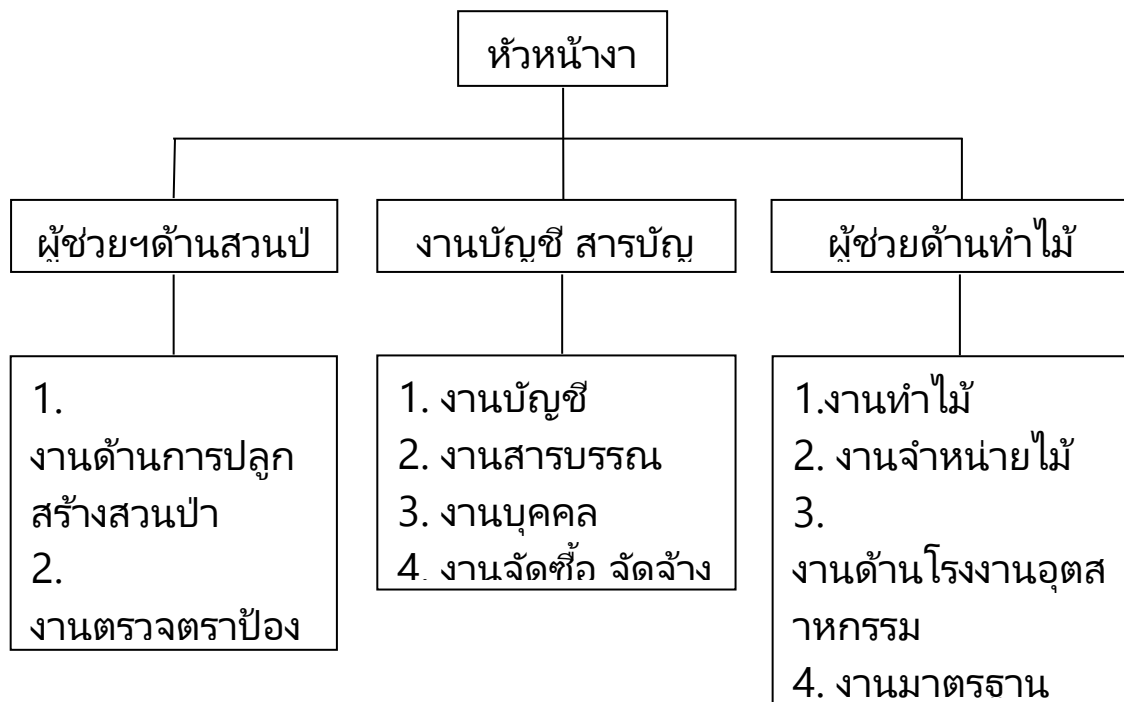 หัวหน้างา
ผู้ช่วยฯด้านสวนป่
งานบัญชี สารบัญ
ผู้ช่วยด้านทำไม้
1.
งานด้านการปลูก
สร้างสวนป่า
2.
งานตรวจตราป้อง
1. งานบัญชี
2. งานสารบรรณ
3. งานบุคคล
4. งานจัดซื้อ จัดจ้าง
1.งานทำไม้
2. งานจำหน่ายไม้
3.
งานด้านโรงงานอุตส
าหกรรม
4. งานมาตรฐาน